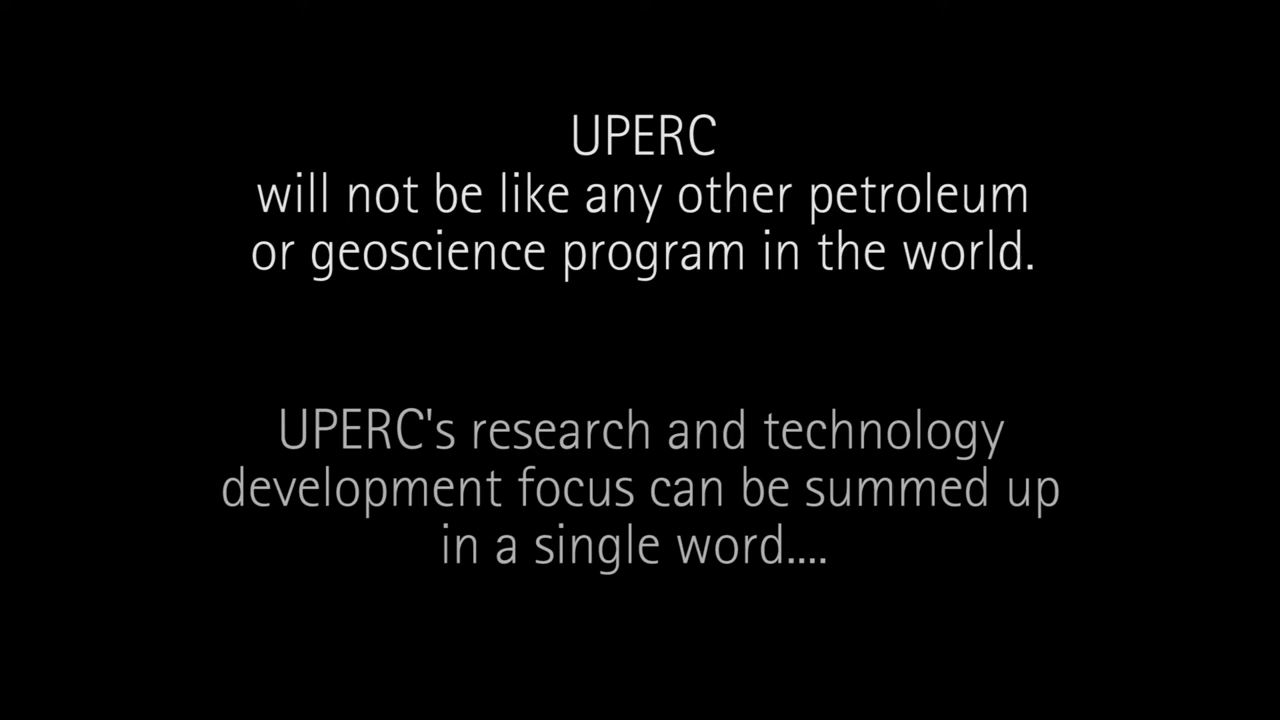 UPERC
will not be like any other petroleum
or geoscience program in the world.
UPERC's research and technology
development focus can be summed up
in a single word....